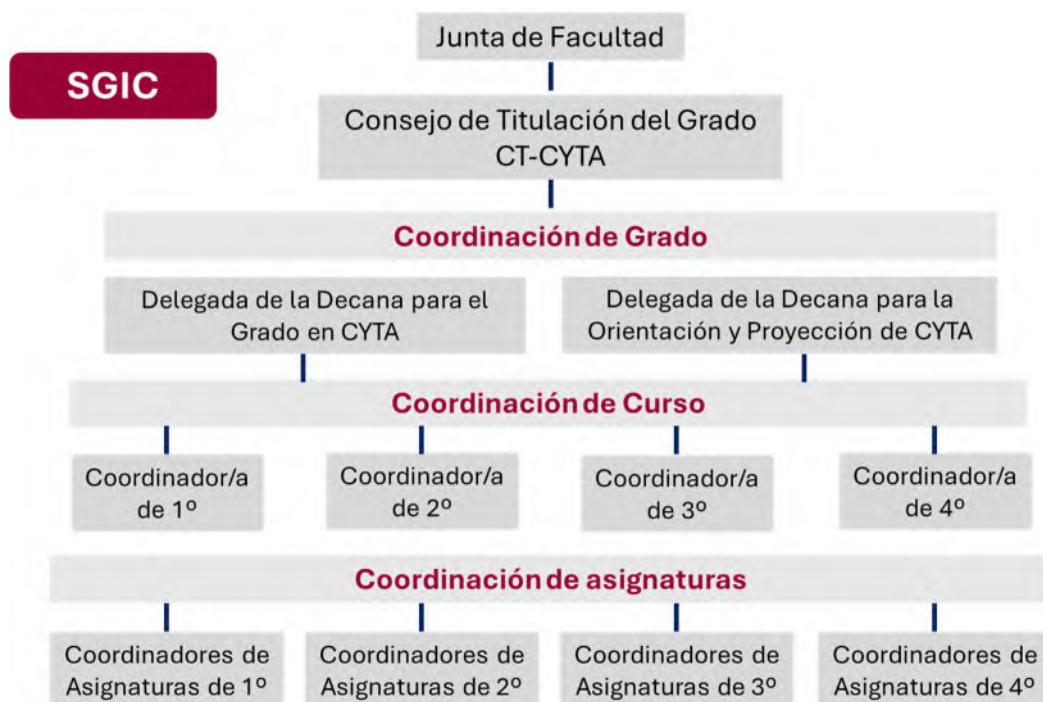 Junta de Facultad
SGIC
Consejo de Titulación del Grado
CT-CYTA
Coordinación de Grado
Delegada de la Decana para el
Grado en CYTA
Delegada de la Decana para la
Orientación y Proyección de CYTA
Coordinación de Curso
Coordinador/a
de 1º
Coordinador/a
de 2º
Coordinador/a
de 3º
Coordinador/a
de 4º
Coordinación de asignaturas
Coordinadores de
Asignaturas de 1º
Coordinadores de
Asignaturas de 2º
Coordinadores de
Asignaturas de 3º
Coordinadores de
Asignaturas de 4º